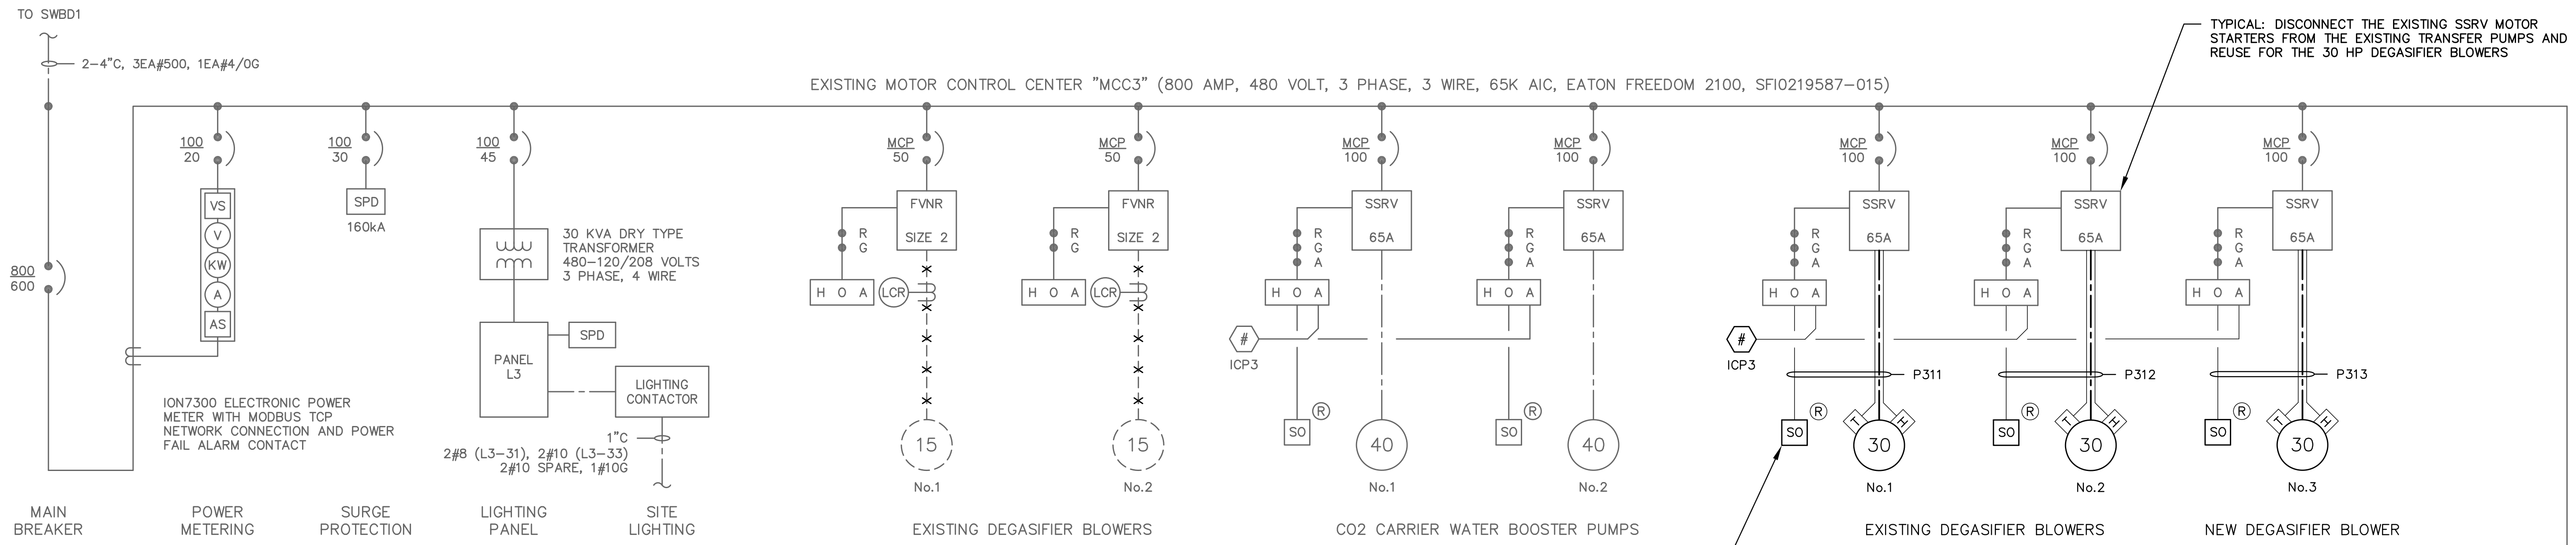 TO SWBD1
2-4"C, 3EA#500, 1EA#4/0G
TYPICAL: DISCONNECT THE EXISTING SSRV MOTOR
STARTERS FROM THE EXISTING TRANSFER PUMPS AND
REUSE FOR THE 30 HP DEGASIFIER BLOWERS
EXISTING MOTOR CONTROL CENTER "MCC3" (800 AMP, 480 VOLT, 3 PHASE, 3 WIRE, 65K AIC, EATON FREEDOM 2100, SFI0219587-015)
800
600
MAIN
BREAKER
100
20
VS
V
KW
A
AS
ION7300 ELECTRONIC POWER
METER WITH MODBUS TCP
NETWORK CONNECTION AND POWER
FAIL ALARM CONTACT
POWER
METERING
100
30
SPD
160kA
SURGE
PROTECTION
100
45
30 KVA DRY TYPE
TRANSFORMER
480-120/208 VOLTS
3 PHASE, 4 WIRE
PANEL
L3
SPD
LIGHTING
CONTACTOR
1"C
2#8 (L3-31), 2#10 (L3-33)
2#10 SPARE, 1#10G
LIGHTING
PANEL
SITE
LIGHTING
MCP
50
FVNR
SIZE 2
R
G
H O A
LCR
15
No.1
MCP
50
FVNR
SIZE 2
R
G
H O A
LCR
15
No.2
EXISTING DEGASIFIER BLOWERS
MCP
100
SSRV
65A
R
G
A
H O A
#
ICP3
SO
R
40
No.1
MCP
100
SSRV
65A
R
G
A
H O A
SO
R
40
No.2
CO2 CARRIER WATER BOOSTER PUMPS
MCP
100
SSRV
65A
R
G
A
H O A
#
ICP3
P311
SO
R
T
H
30
No.1
MCP
100
SSRV
65A
R
G
A
H O A
P312
SO
R
T
H
30
No.2
EXISTING DEGASIFIER BLOWERS
MCP
100
SSRV
65A
R
G
A
H O A
P313
SO
R
T
H
30
No.3
NEW DEGASIFIER BLOWER